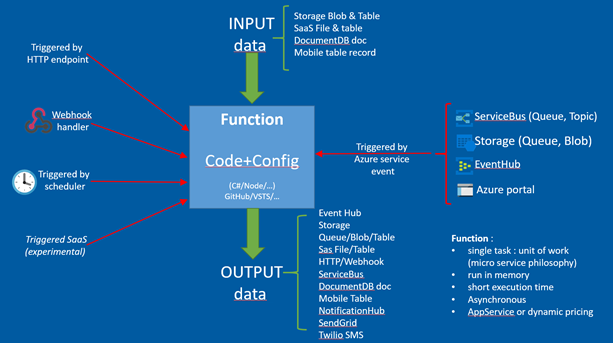 INPUT
data
Storage Blob & Table
SaaS File & table
DocumentDB doc
Mobile table record
Triggered by
HTTP endpoint
Webhook
handler
Triggered by
scheduler
Triggered SaaS
(experimental)
Function
Code+Config
(C#/Node/...)
GitHub/VSTS/...
Triggered by
Azure service
event
ServiceBus (Queue, Topic)
Storage (Queue, Blob)
EventHub
Azure portal
OUTPUT
data
Event Hub
Storage
Queue/Blob/Table
Sas File/Table
HTTP/Webhook
ServiceBus
DocumentDB doc
Mobile Table
NotificationHub
SendGrid
Twilio SMS
Function :
• single task : unit of work
(micro service philosophy)
• run in memory
• short execution time
• Asynchronous
• AppService or dynamic pricing